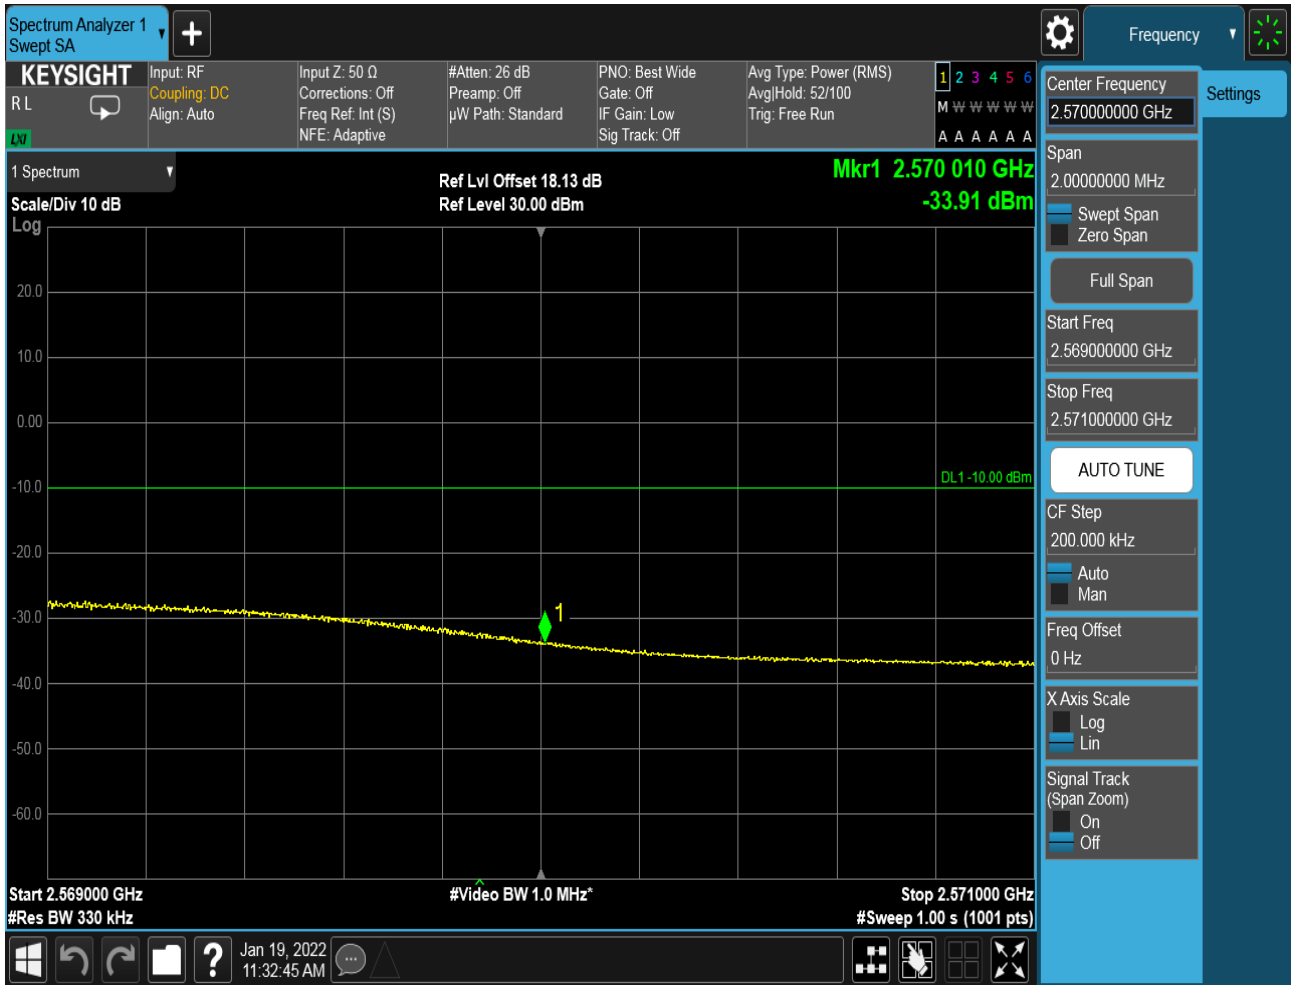 Spectrum Analyzer 1
Swept SA
Frequency
KEYSIGHT
R L
LXI
Input: RF
Coupling: DC
Align: Auto
Input Z: 50 Ω
Corrections: Off
Freq Ref: Int (S)
NFE: Adaptive
#Atten: 26 dB
Preamp: Off
µW Path: Standard
PNO: Best Wide
Gate: Off
IF Gain: Low
Sig Track: Off
Avg Type: Power (RMS)
Avg|Hold: 52/100
Trig: Free Run
1 2 3 4 5 6
M W W W W W
A A A A A A
1 Spectrum
Scale/Div 10 dB
Log
Ref Lvl Offset 18.13 dB
Ref Level 30.00 dBm
Mkr1 2.570 010 GHz
-33.91 dBm
20.0
10.0
0.00
-10.0
DL1 -10.00 dBm
-20.0
-30.0
1
-40.0
-50.0
-60.0
Start 2.569000 GHz
#Video BW 1.0 MHz*
Stop 2.571000 GHz
#Res BW 330 kHz
#Sweep 1.00 s (1001 pts)
?
Jan 19, 2022
11:32:45 AM
Center Frequency
2.570000000 GHz
Settings
Span
2.00000000 MHz
Swept Span
Zero Span
Full Span
Start Freq
2.569000000 GHz
Stop Freq
2.571000000 GHz
AUTO TUNE
CF Step
200.000 kHz
Auto
Man
Freq Offset
0 Hz
X Axis Scale
Log
Lin
Signal Track
(Span Zoom)
On
Off